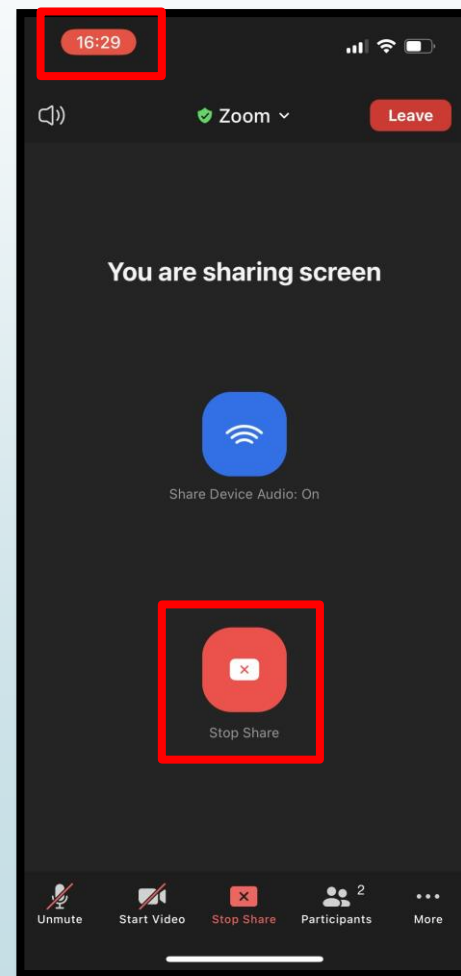 16:29
Zoom
Leave
You are sharing screen
Share Device Audio: On
Stop Share
2
Unmute
Start Video
Stop Share
Participants
More